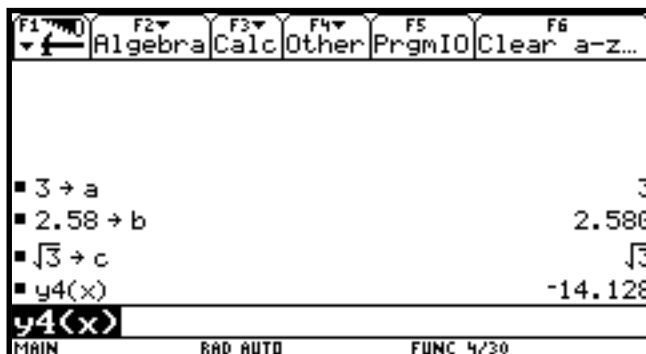 F1 F2 F3 F4 F5 F6
Algebra Calc Other PrgmIO Clear a-z…
3 → a 3
2.58 → b 2.580
√3 → c √3
y4(x) -14.128
y4(x)
MAIN RAD AUTO FUNC 4/30